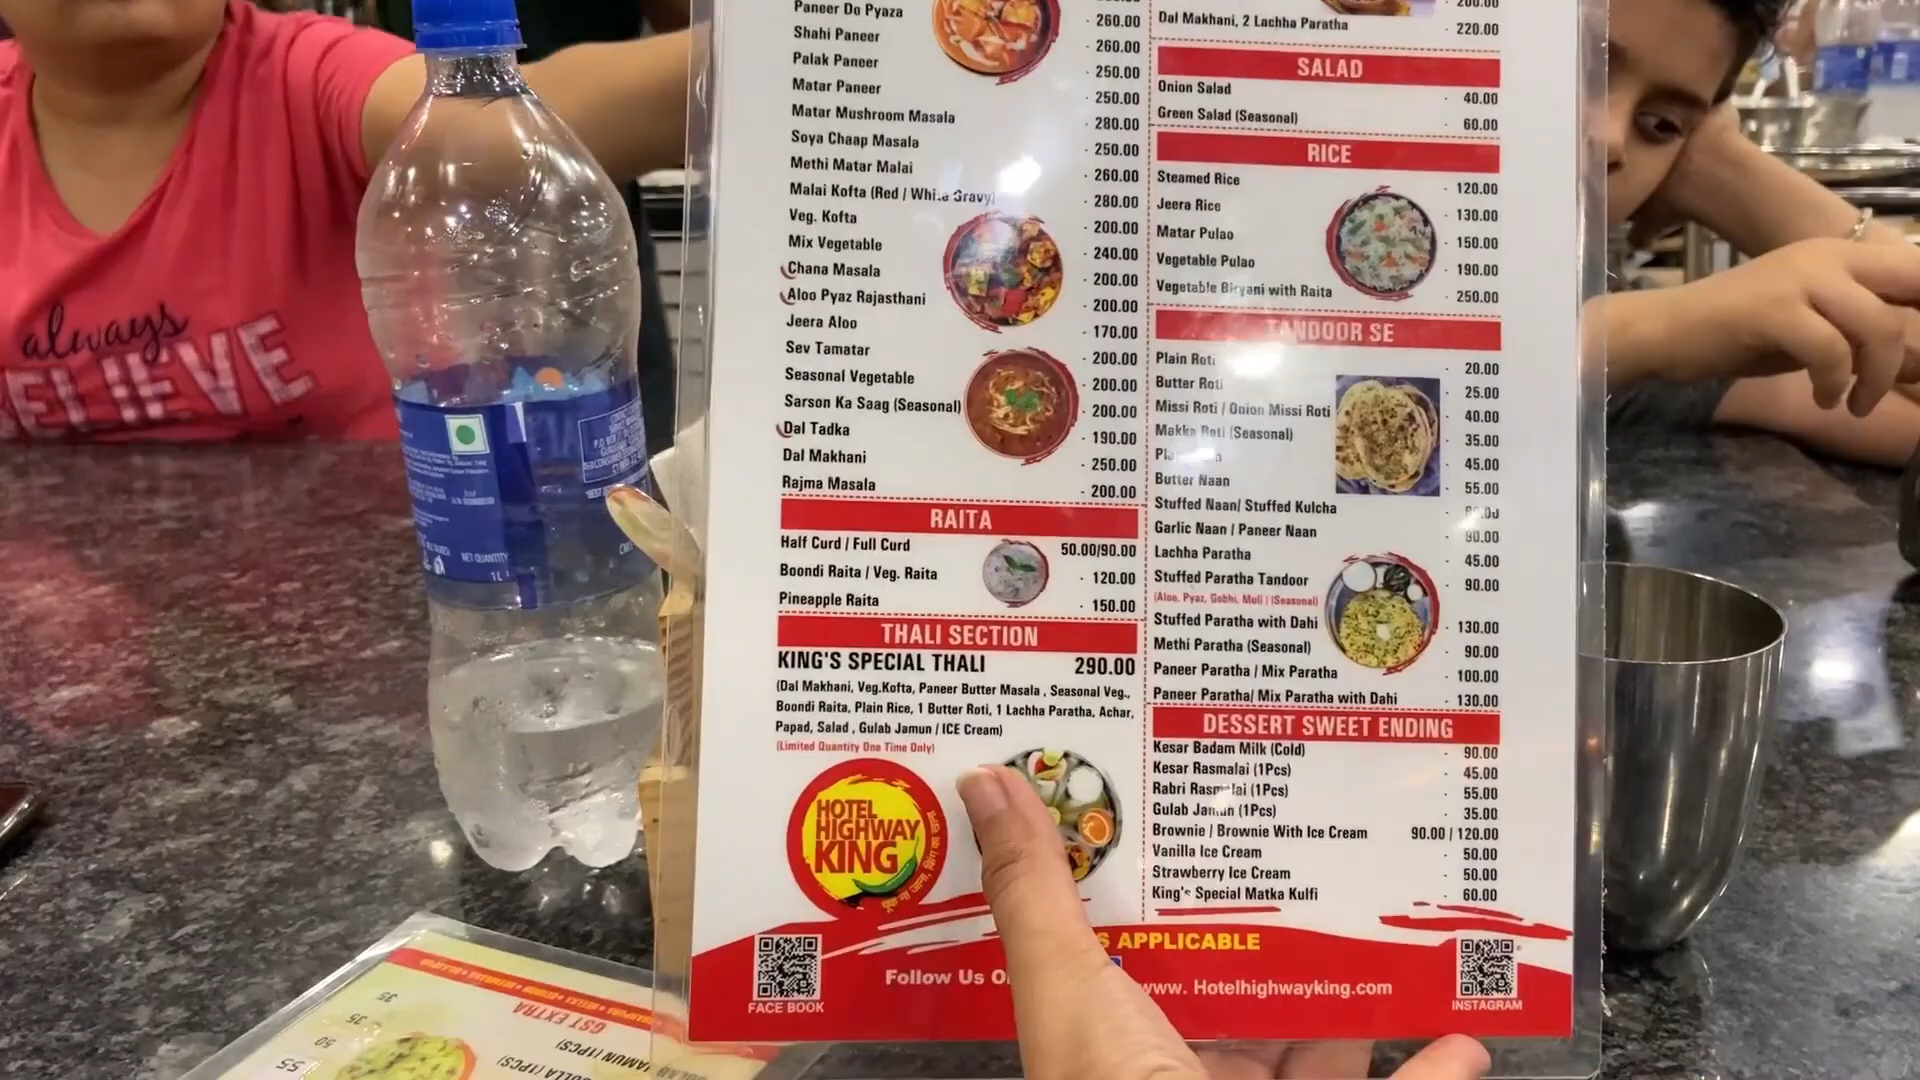 Paneer Do Pyaza 260.00
Shahi Paneer 260.00
Palak Paneer 250.00
Matar Paneer 250.00
Matar Mushroom Masala 280.00
Soya Chaap Masala 250.00
Methi Matar Malai 260.00
Malai Kofta (Red / White Gravy) 280.00
Veg. Kofta 200.00
Mix Vegetable 240.00
Chana Masala 200.00
Aloo Pyaz Rajasthani 200.00
Jeera Aloo 170.00
Sev Tamatar 200.00
Seasonal Vegetable 200.00
Sarson Ka Saag (Seasonal) 200.00
Dal Tadka 190.00
Dal Makhani 250.00
Rajma Masala 200.00
RAITA
Half Curd / Full Curd 50.00/90.00
Boondi Raita / Veg. Raita 120.00
Pineapple Raita 150.00
THALI SECTION
KING'S SPECIAL THALI 290.00
(Dal Makhani, Veg.Kofta, Paneer Butter Masala , Seasonal Veg.,
Boondi Raita, Plain Rice, 1 Butter Roti, 1 Lachha Paratha, Achar,
Papad, Salad , Gulab Jamun / ICE Cream)
(Limited Quantity One Time Only)
HOTEL
HIGHWAY
KING
Dal Makhani, 2 Lachha Paratha 220.00
SALAD
Onion Salad 40.00
Green Salad (Seasonal) 60.00
RICE
Steamed Rice 120.00
Jeera Rice 130.00
Matar Pulao 150.00
Vegetable Pulao 190.00
Vegetable Biryani with Raita 250.00
TANDOOR SE
Plain Roti 20.00
Butter Roti 25.00
Missi Roti / Onion Missi Roti 40.00
Makka Roti (Seasonal) 35.00
45.00
Butter Naan 55.00
Stuffed Naan/ Stuffed Kulcha
Garlic Naan / Paneer Naan 90.00
Lachha Paratha 45.00
Stuffed Paratha Tandoor 90.00
(Aloo, Pyaz, Gobhi, Muli) (Seasonal)
Stuffed Paratha with Dahi 130.00
Methi Paratha (Seasonal) 90.00
Paneer Paratha / Mix Paratha 100.00
Paneer Paratha/ Mix Paratha with Dahi 130.00
DESSERT SWEET ENDING
Kesar Badam Milk (Cold) 90.00
Kesar Rasmalai (1Pcs) 45.00
Rabri Rasmalai (1Pcs) 55.00
Gulab Jamun (1Pcs) 35.00
Brownie / Brownie With Ice Cream 90.00 | 120.00
Vanilla Ice Cream 50.00
Strawberry Ice Cream 50.00
King's Special Matka Kulfi 60.00
APPLICABLE
Follow Us
www. Hotelhighwayking.com
FACE BOOK
INSTAGRAM
always
BELIEVE
NET QUANTITY
1L
GST EXTRA
35
35
50
55